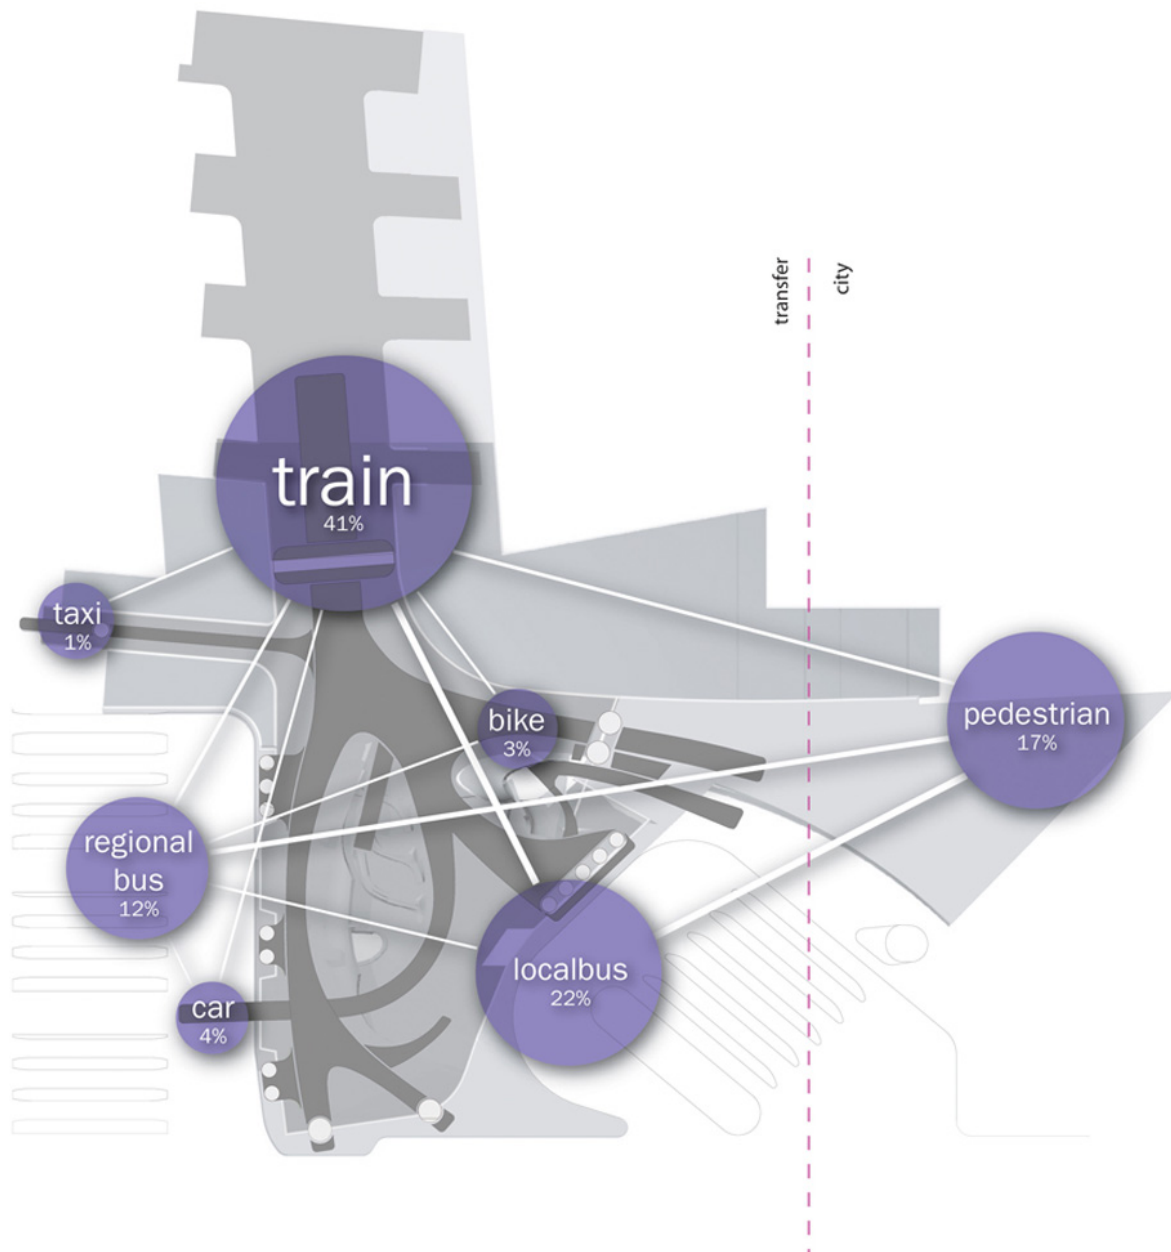 transfer
city
train
41%
taxi
1%
bike
3%
pedestrian
17%
regional
bus
12%
localbus
22%
car
4%